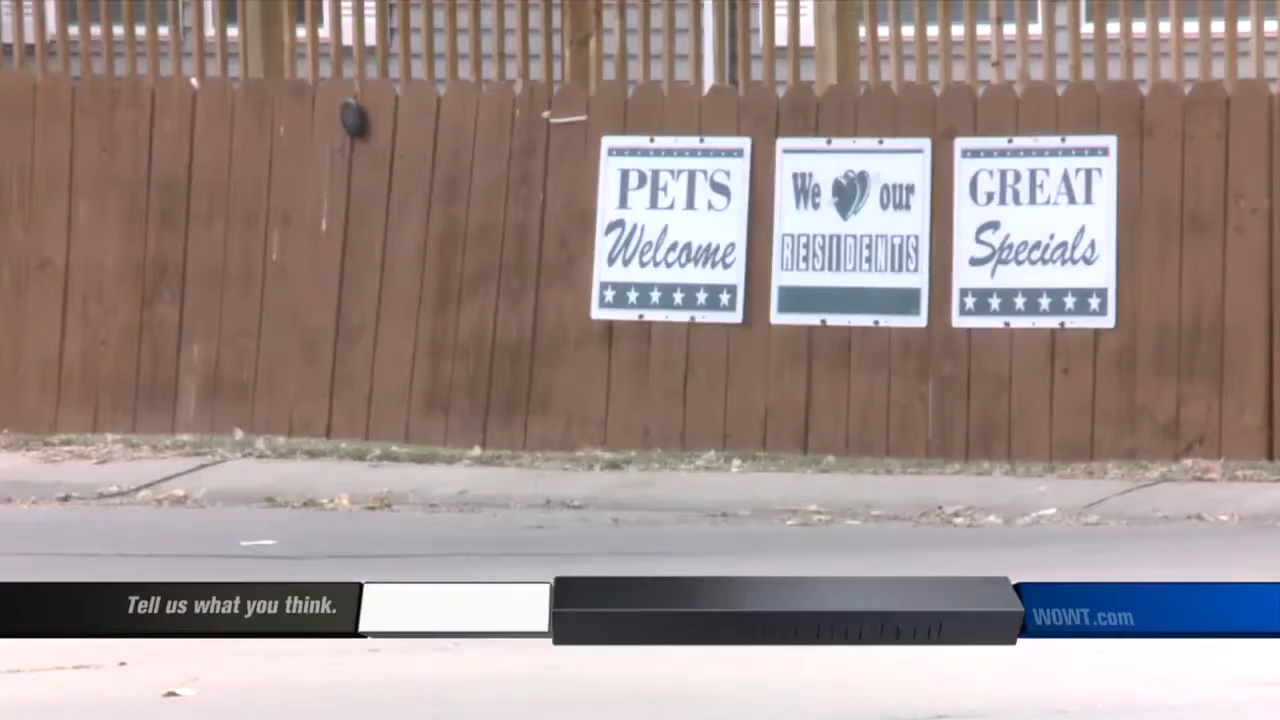 PETS
Welcome
We our
RESIDENTS
GREAT
Specials
Tell us what you think.
WOWT.com